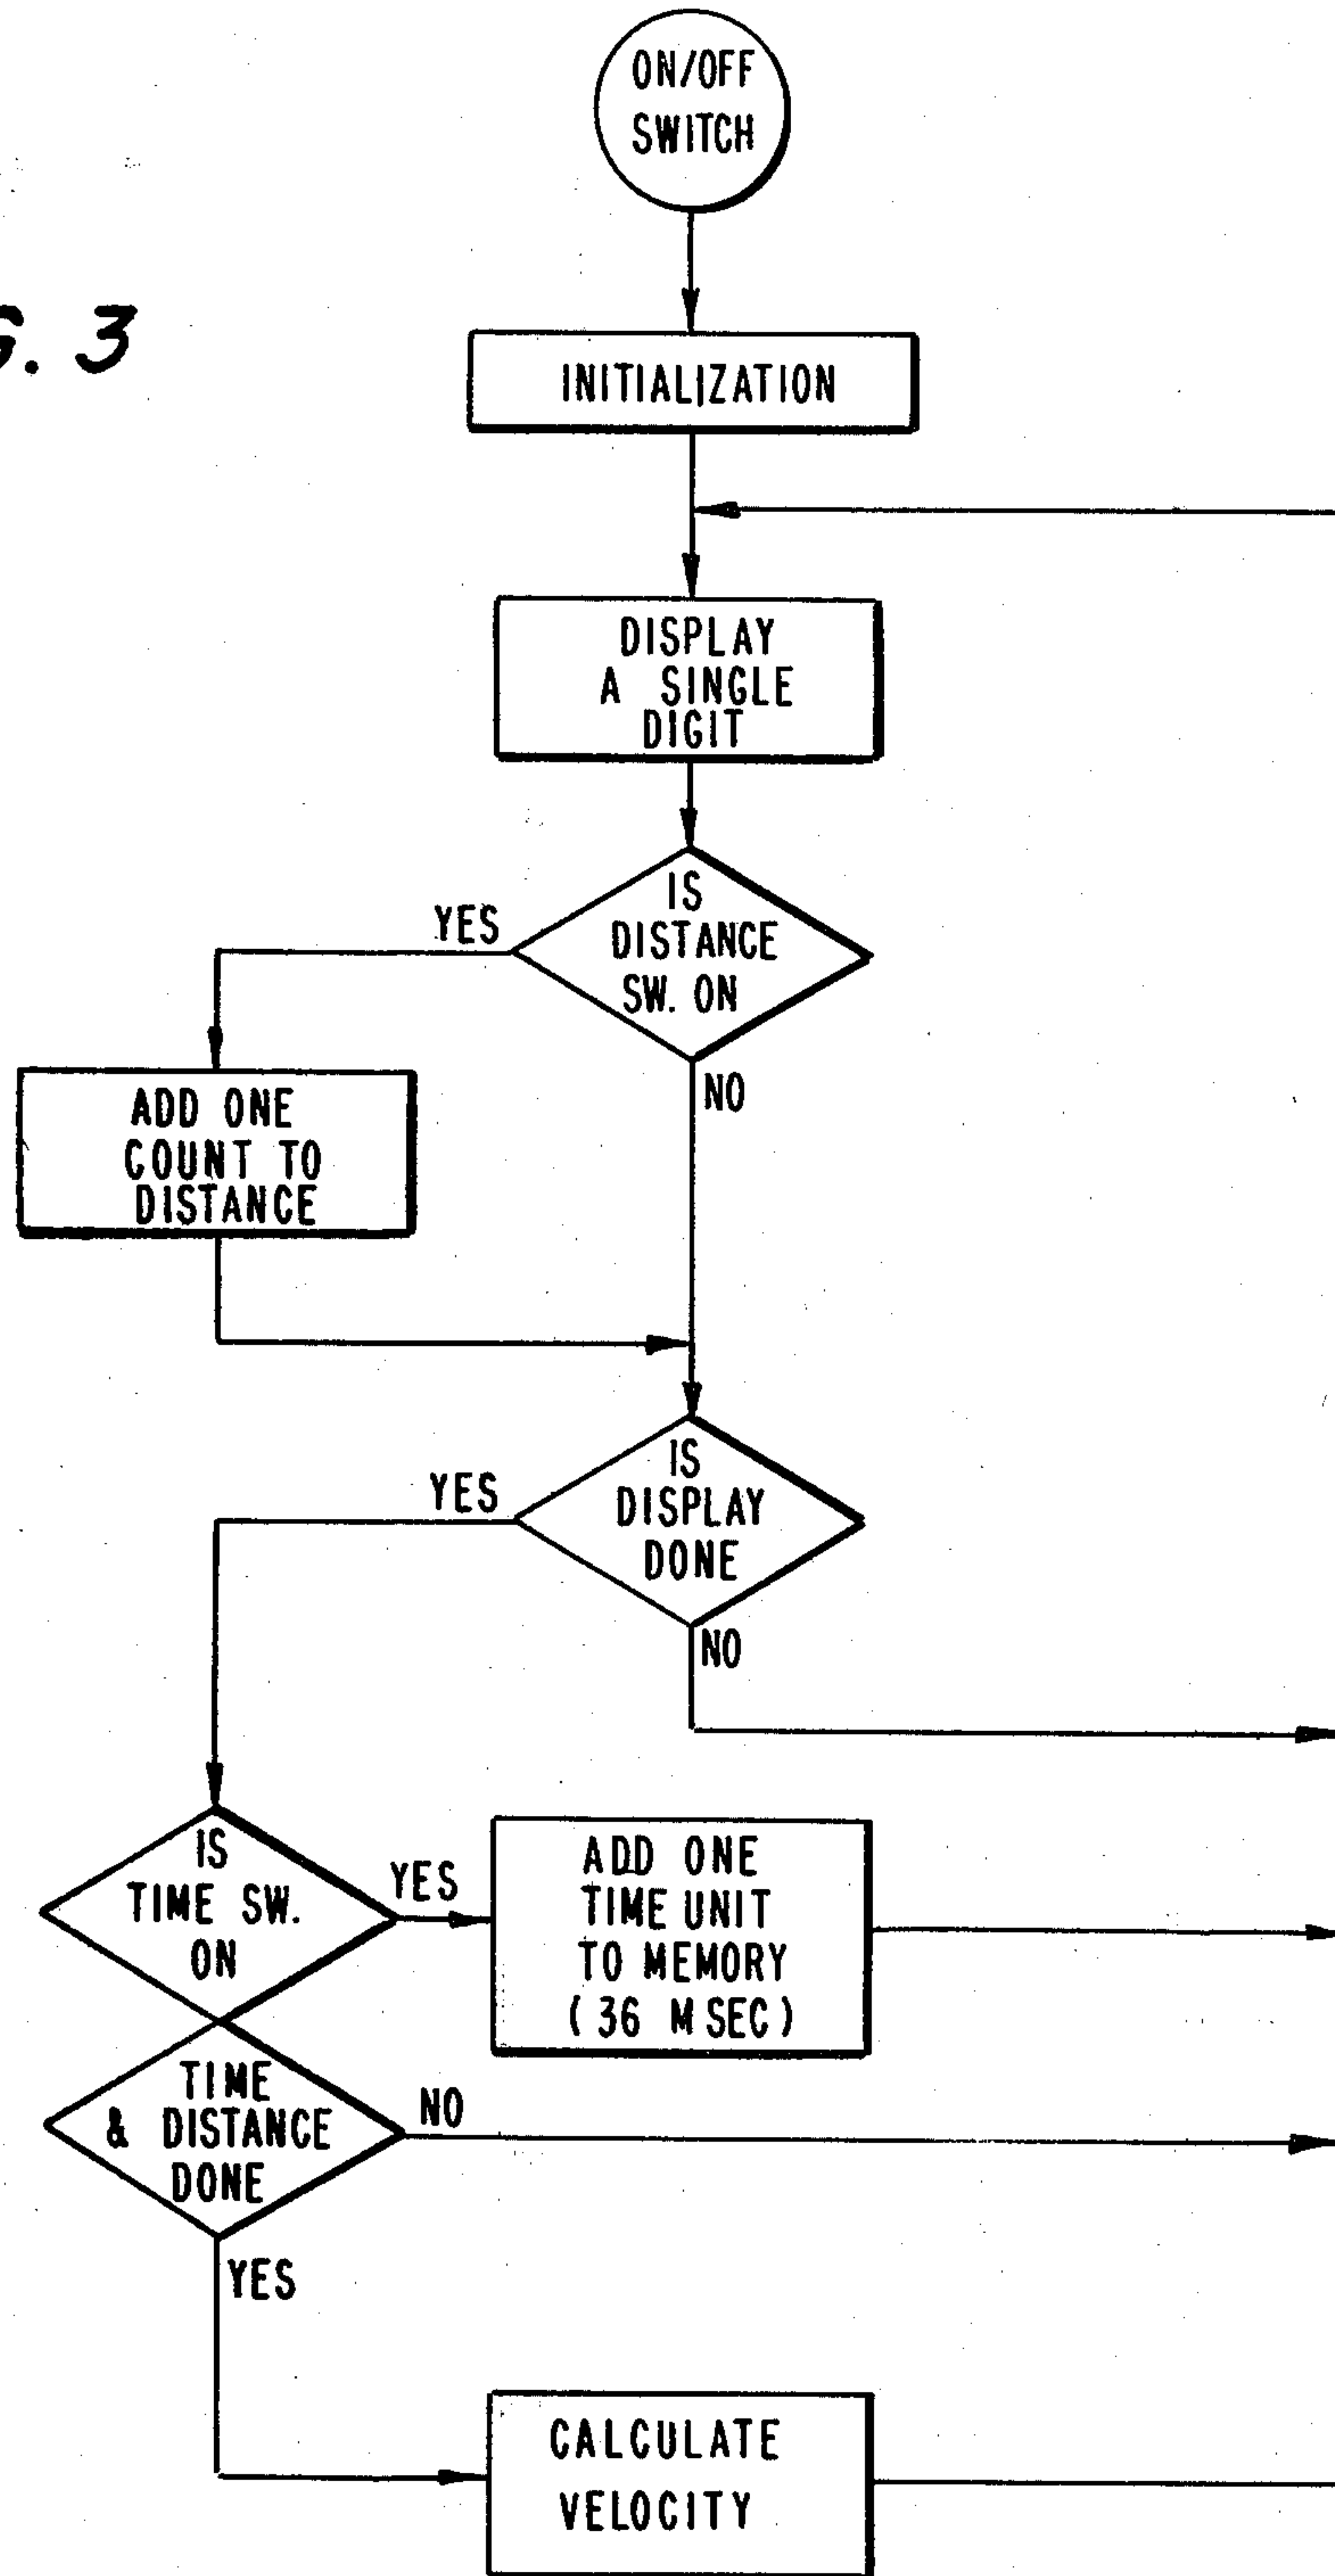 ON/OFF
SWITCH
G. 3
INITIALIZATION
DISPLAY
A SINGLE
DIGIT
IS
DISTANCE
SW. ON
YES
NO
ADD ONE
COUNT TO
DISTANCE
IS
DISPLAY
DONE
YES
NO
IS
TIME SW.
ON
YES
ADD ONE
TIME UNIT
TO MEMORY
(36 MSEC)
TIME
& DISTANCE
DONE
NO
YES
CALCULATE
VELOCITY